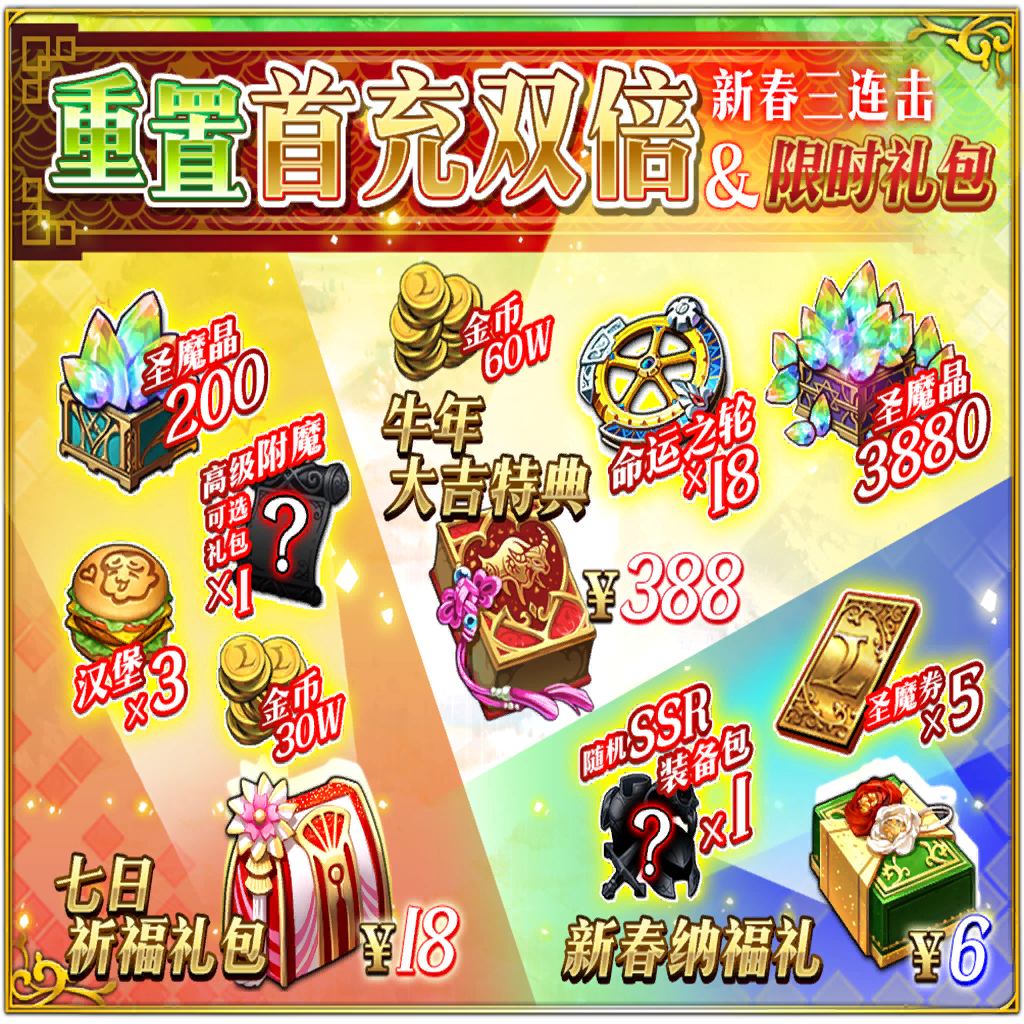 重置首充双倍
新春三连击
&限时礼包
圣魔晶
200
高级附魔
可选
礼包
×1
?
汉堡
×3
金币
30W
七日
祈福礼包
¥18
金币
60W
牛年
大吉特典
¥388
命运之轮
×18
圣魔晶
3880
圣魔券
×5
随机SSR
装备包
×1
?
新春纳福礼
¥6